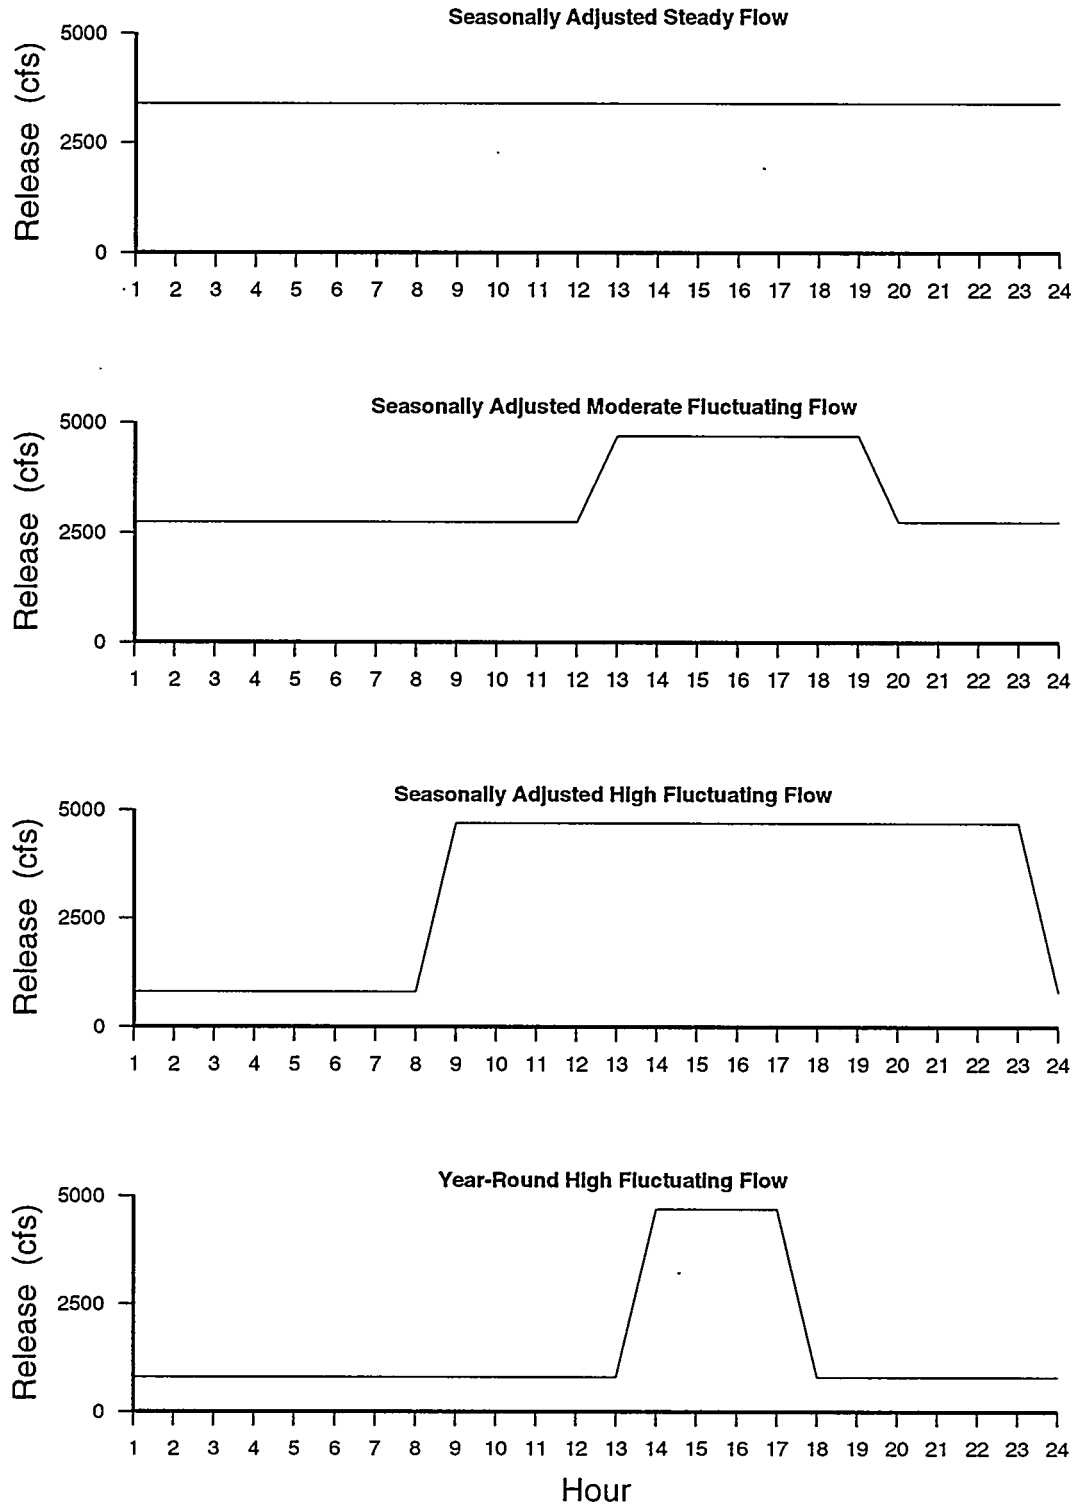 Seasonally Adjusted Steady Flow
5000
2500
0
Release (cfs)
1 2 3 4 5 6 7 8 9 10 11 12 13 14 15 16 17 18 19 20 21 22 23 24
Seasonally Adjusted Moderate Fluctuating Flow
5000
2500
0
Release (cfs)
1 2 3 4 5 6 7 8 9 10 11 12 13 14 15 16 17 18 19 20 21 22 23 24
Seasonally Adjusted High Fluctuating Flow
5000
2500
0
Release (cfs)
1 2 3 4 5 6 7 8 9 10 11 12 13 14 15 16 17 18 19 20 21 22 23 24
Year-Round High Fluctuating Flow
5000
2500
0
Release (cfs)
1 2 3 4 5 6 7 8 9 10 11 12 13 14 15 16 17 18 19 20 21 22 23 24
Hour